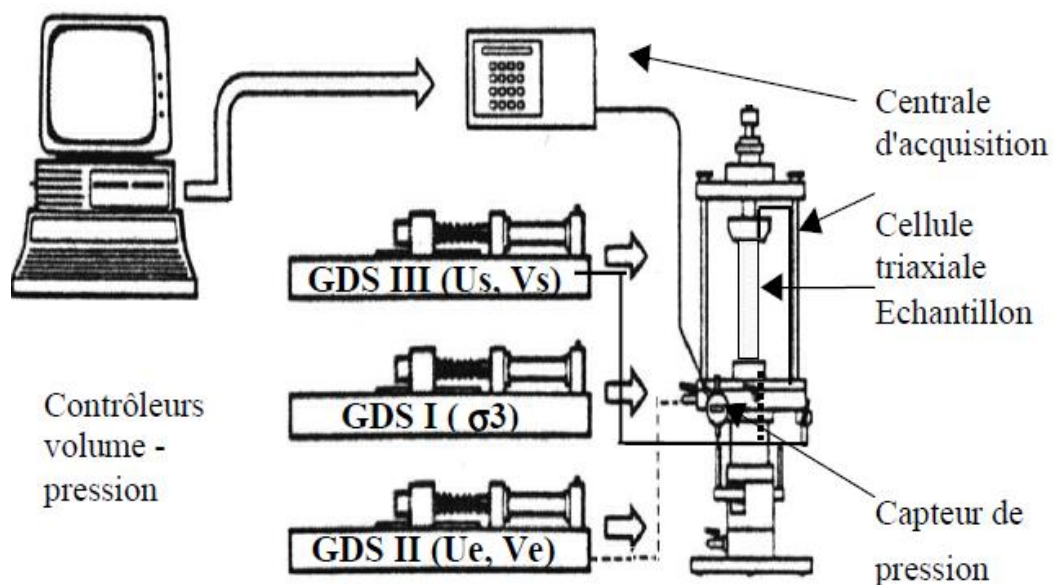 Centrale
d'acquisition
Cellule
triaxiale
Echantillon
GDS III (Us, Vs)
GDS I ( σ3)
GDS II (Ue, Ve)
Contrôleurs
volume -
pression
Capteur de
pression